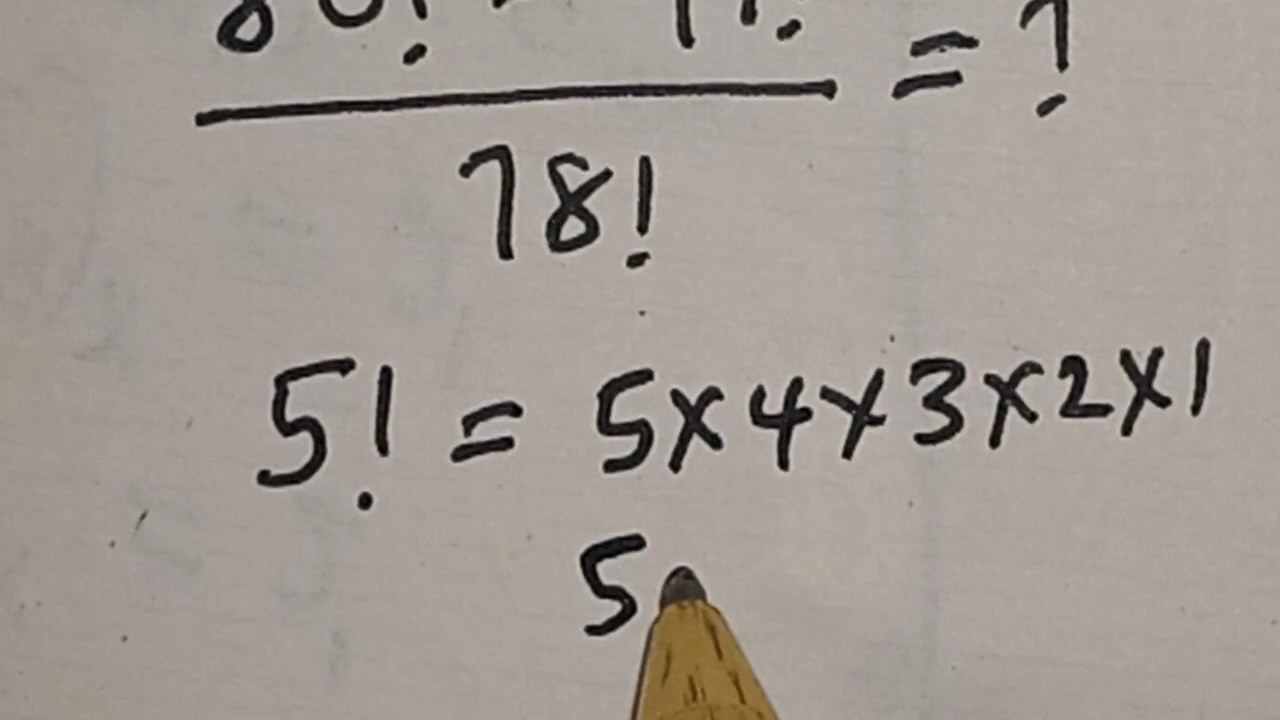 = ?
78!
5! = 5x4x3x2x1
5